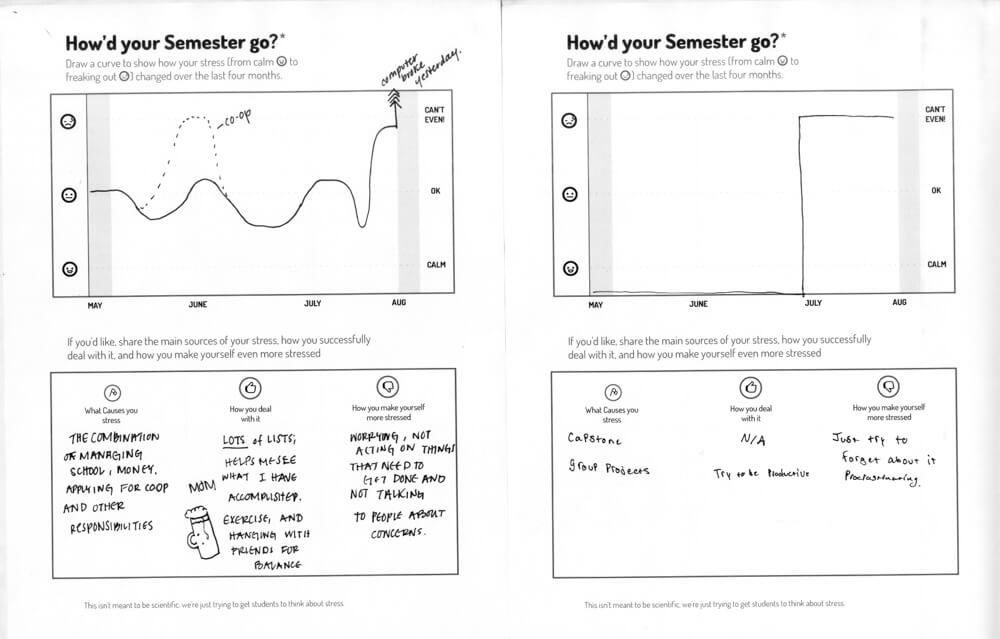 How'd your Semester go?*
Draw a curve to show how your stress (from calm to
freaking out) changed over the last four months.
computer
broke
yesterday.
co-op
CAN'T
EVEN!
OK
CALM
MAY
JUNE
JULY
AUG
If you'd like, share the main sources of your stress, how you successfully
deal with it, and how you make yourself even more stressed
What Causes you
stress
THE COMBINATION
OF MANAGING
SCHOOL, MONEY,
APPLYING FOR COOP
AND OTHER
RESPONSIBILITIES
How you deal
with it
LOTS of LISTS;
HELPS ME SEE
WHAT I HAVE
ACCOMPLISHED.
MOM
EXERCISE, AND
HANGING WITH
FRIENDS FOR
BALANCE
How you make yourself
more stressed
WORRYING, NOT
ACTING ON THINGS
THAT NEED TO
GET DONE AND
NOT TALKING
TO PEOPLE ABOUT
CONCERNS.
This isn't meant to be scientific, we're just trying to get students to think about stress.
How'd your Semester go?*
Draw a curve to show how your stress (from calm to
freaking out) changed over the last four months.
CAN'T
EVEN!
OK
CALM
MAY
JUNE
JULY
AUG
If you'd like, share the main sources of your stress, how you successfully
deal with it, and how you make yourself even more stressed
What Causes you
stress
Capstone
Group Projects
How you deal
with it
N/A
Try to be Productive
How you make yourself
more stressed
Just try to
forget about it
This isn't meant to be scientific, we're just trying to get students to think about stress.